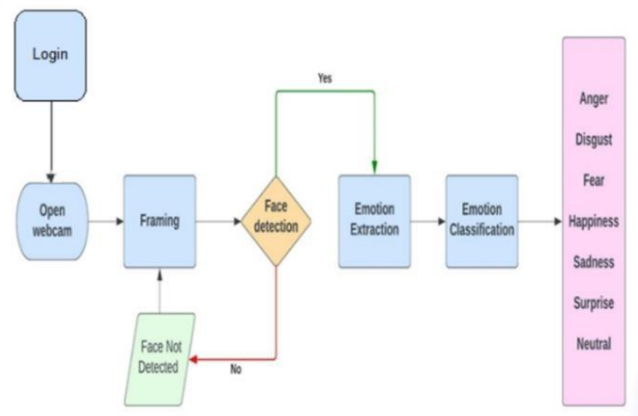 Login
Open
webcam
Framing
Face
detection
Yes
Emotion
Extraction
Emotion
Classification
Anger
Disgust
Fear
Happiness
Sadness
Surprise
Neutral
Face Not
Detected
No